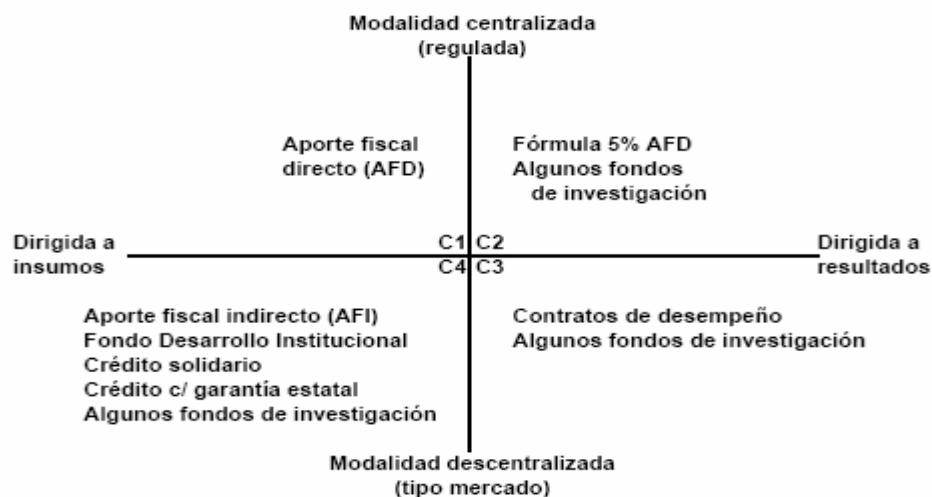 Modalidad centralizada
(regulada)
Aporte fiscal
directo (AFD)
Fórmula 5% AFD
Algunos fondos
de investigación
Dirigida a
insumos
C1 C2
C4 C3
Dirigida a
resultados
Aporte fiscal indirecto (AFI)
Fondo Desarrollo Institucional
Crédito solidario
Crédito c/ garantía estatal
Algunos fondos de investigación
Contratos de desempeño
Algunos fondos de investigación
Modalidad descentralizada
(tipo mercado)